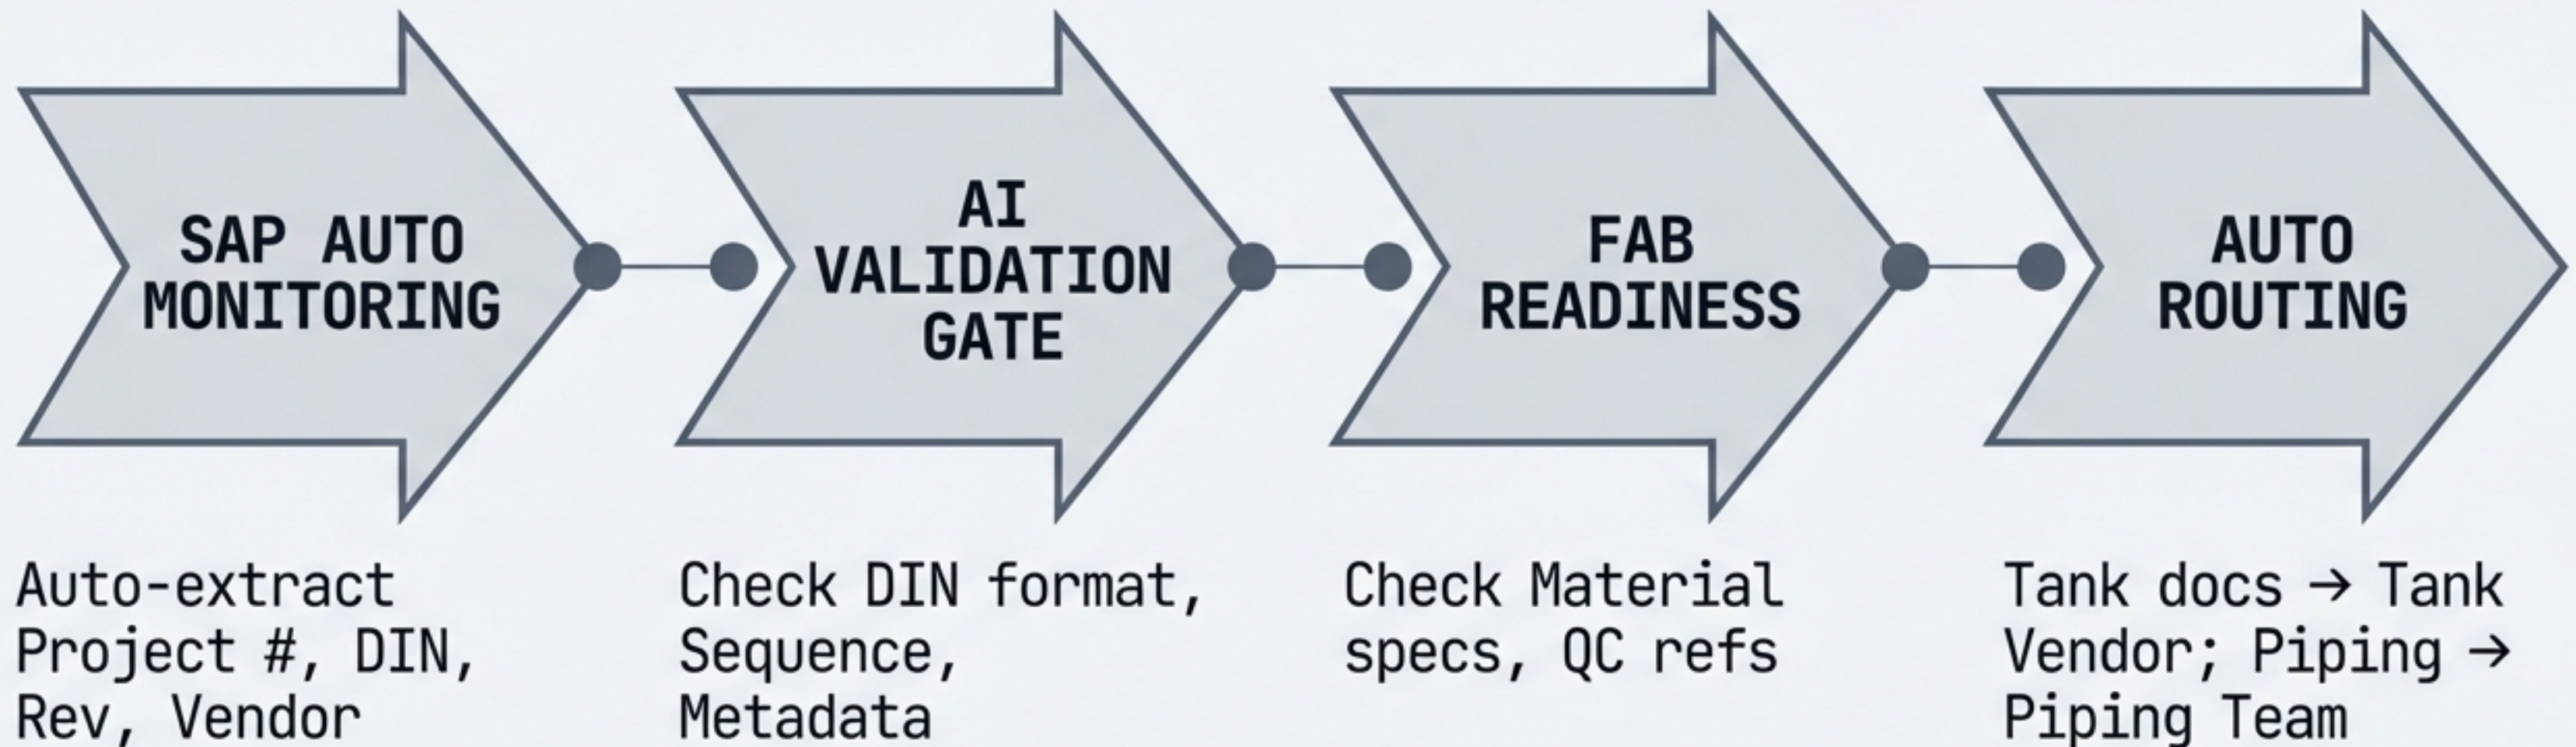 SAP AUTO
MONITORING
AI
VALIDATION
GATE
FAB
READINESS
AUTO
ROUTING
Auto-extract
Project #, DIN,
Rev, Vendor
Check DIN format,
Sequence,
Metadata
Check Material
specs, QC refs
Tank docs → Tank
Vendor; Piping →
Piping Team